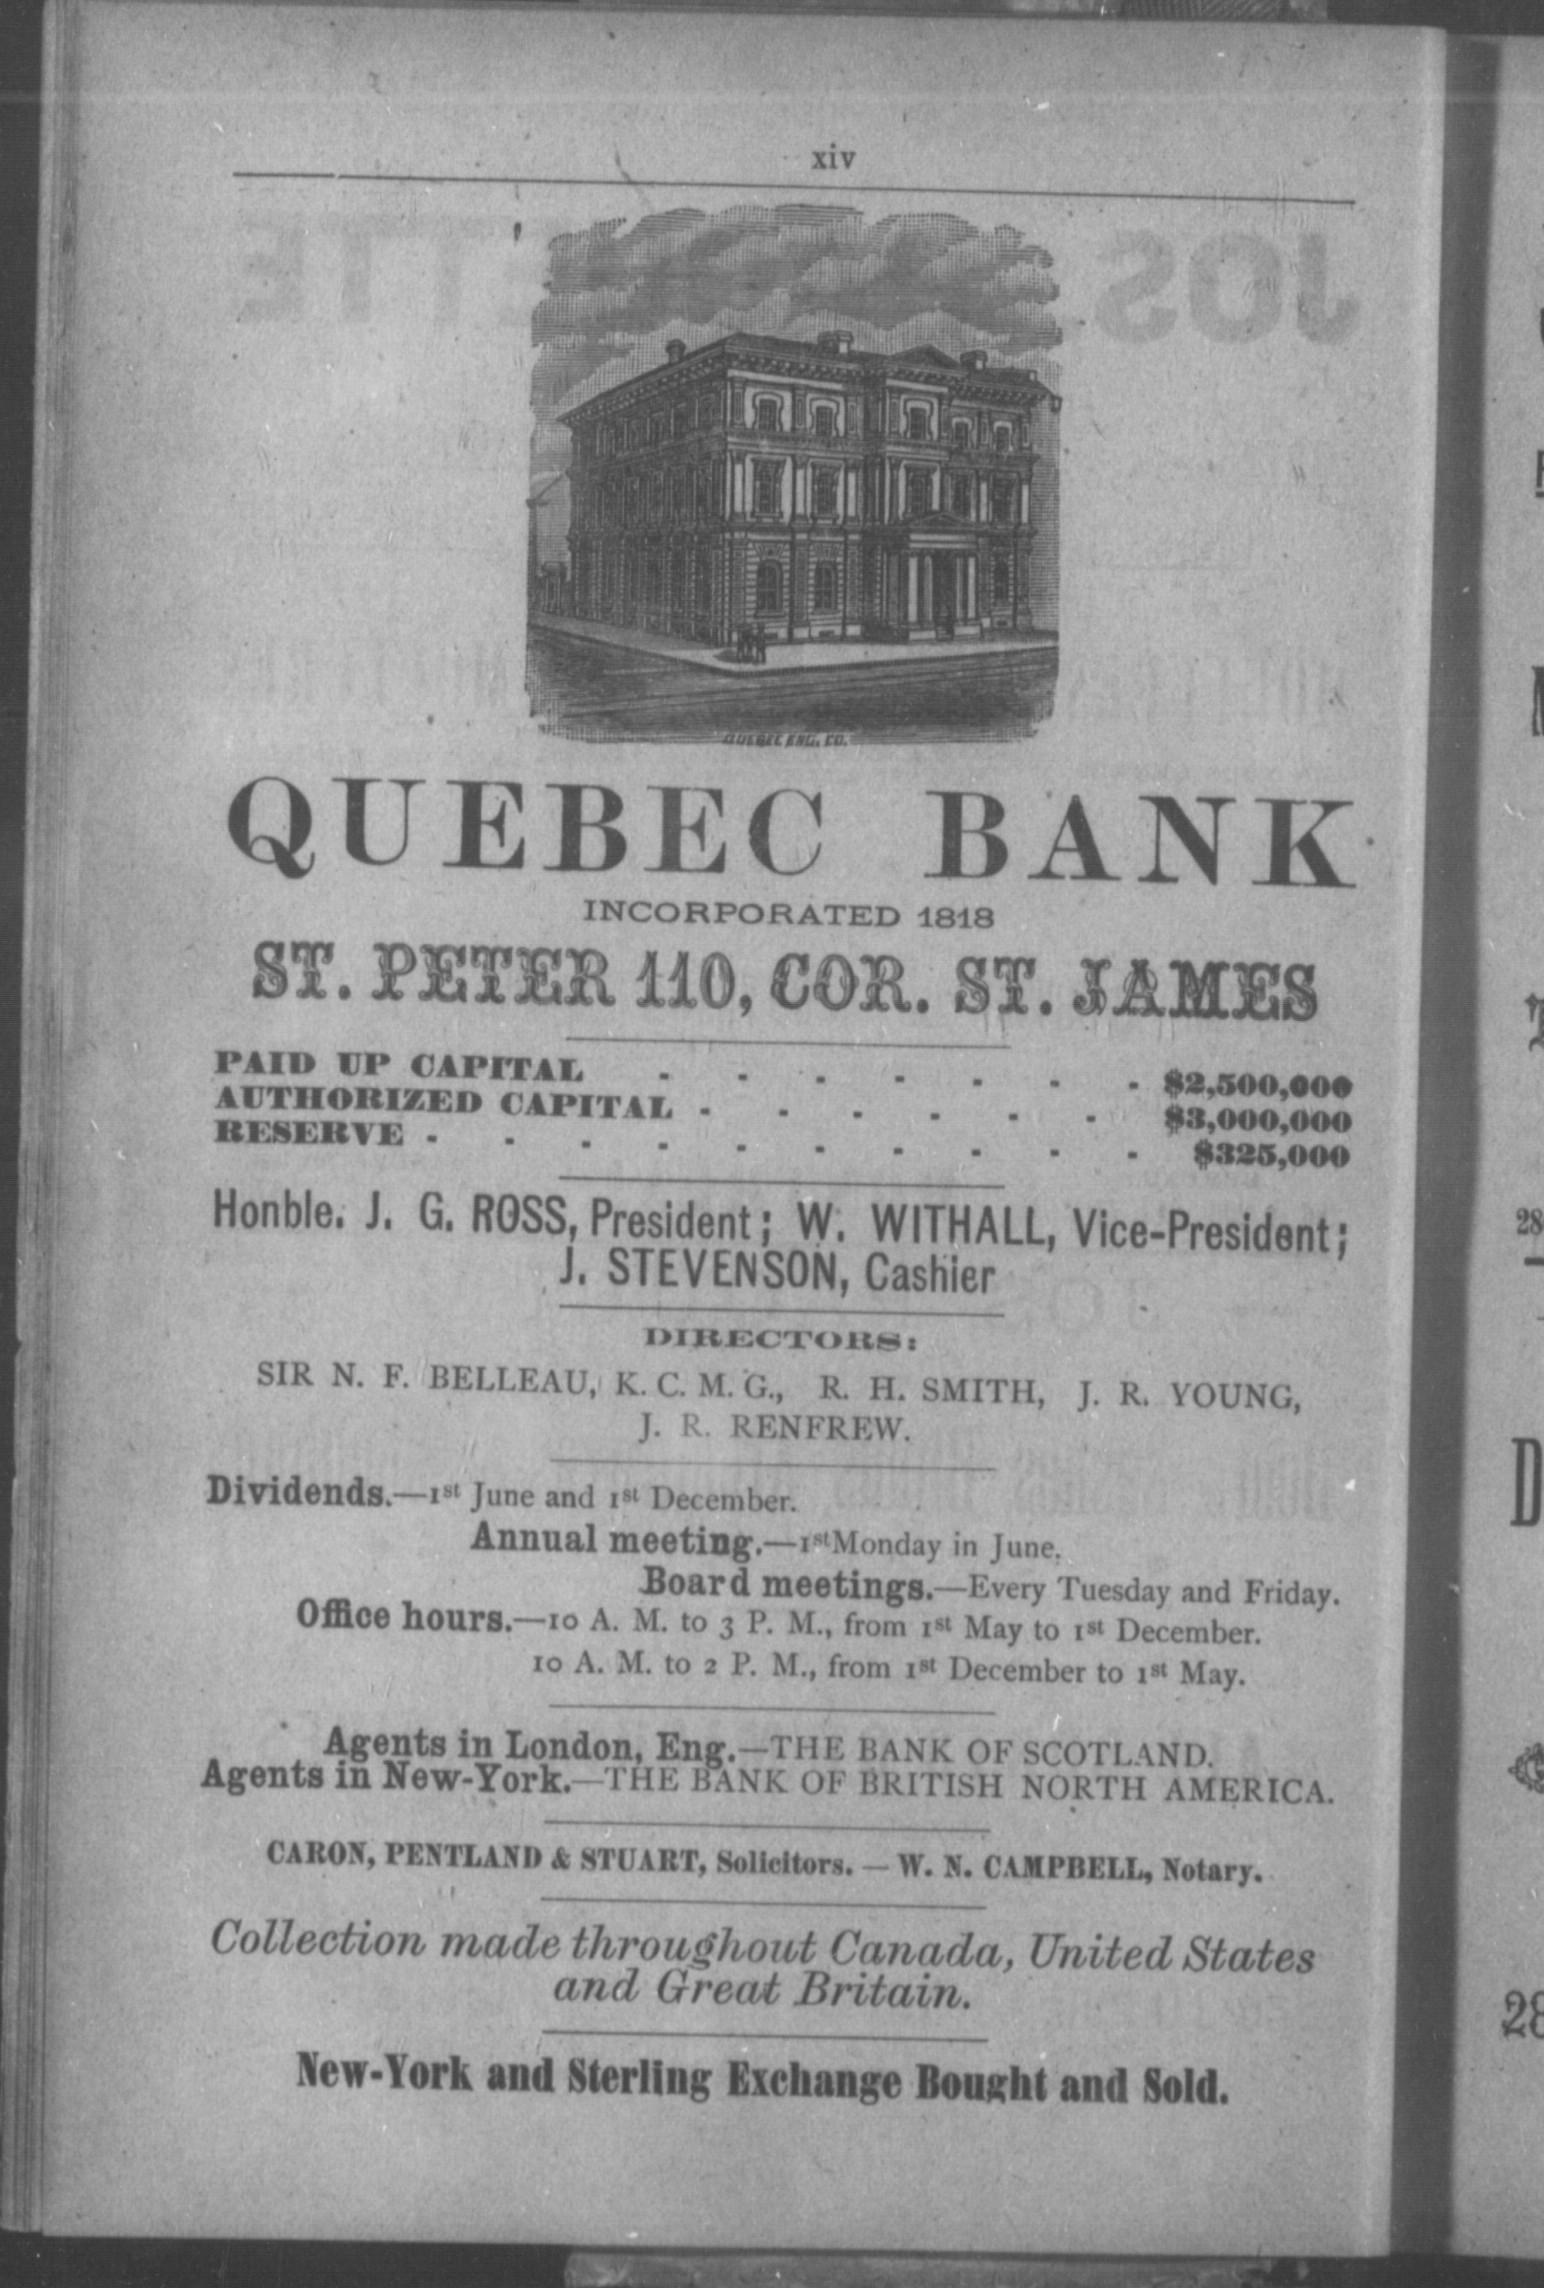 xiv
QUEBEC ENG. CO.
QUEBEC BANK
INCORPORATED 1818
ST. PETER 110, COR. ST. JAMES
PAID UP CAPITAL - - - - - - - $2,500,000
AUTHORIZED CAPITAL - - - - - - $3,000,000
RESERVE - - - - - - - - - - $325,000
Honble. J. G. ROSS, President; W. WITHALL, Vice-President;
J. STEVENSON, Cashier
DIRECTORS:
SIR N. F. BELLEAU, K. C. M. G., R. H. SMITH, J. R. YOUNG,
J. R. RENFREW.
Dividends.—1st June and 1st December.
Annual meeting.—1st Monday in June.
Board meetings.—Every Tuesday and Friday.
Office hours.—10 A. M. to 3 P. M., from 1st May to 1st December.
10 A. M. to 2 P. M., from 1st December to 1st May.
Agents in London, Eng.—THE BANK OF SCOTLAND.
Agents in New-York.—THE BANK OF BRITISH NORTH AMERICA.
CARON, PENTLAND & STUART, Solicitors. — W. N. CAMPBELL, Notary.
Collection made throughout Canada, United States
and Great Britain.
New-York and Sterling Exchange Bought and Sold.